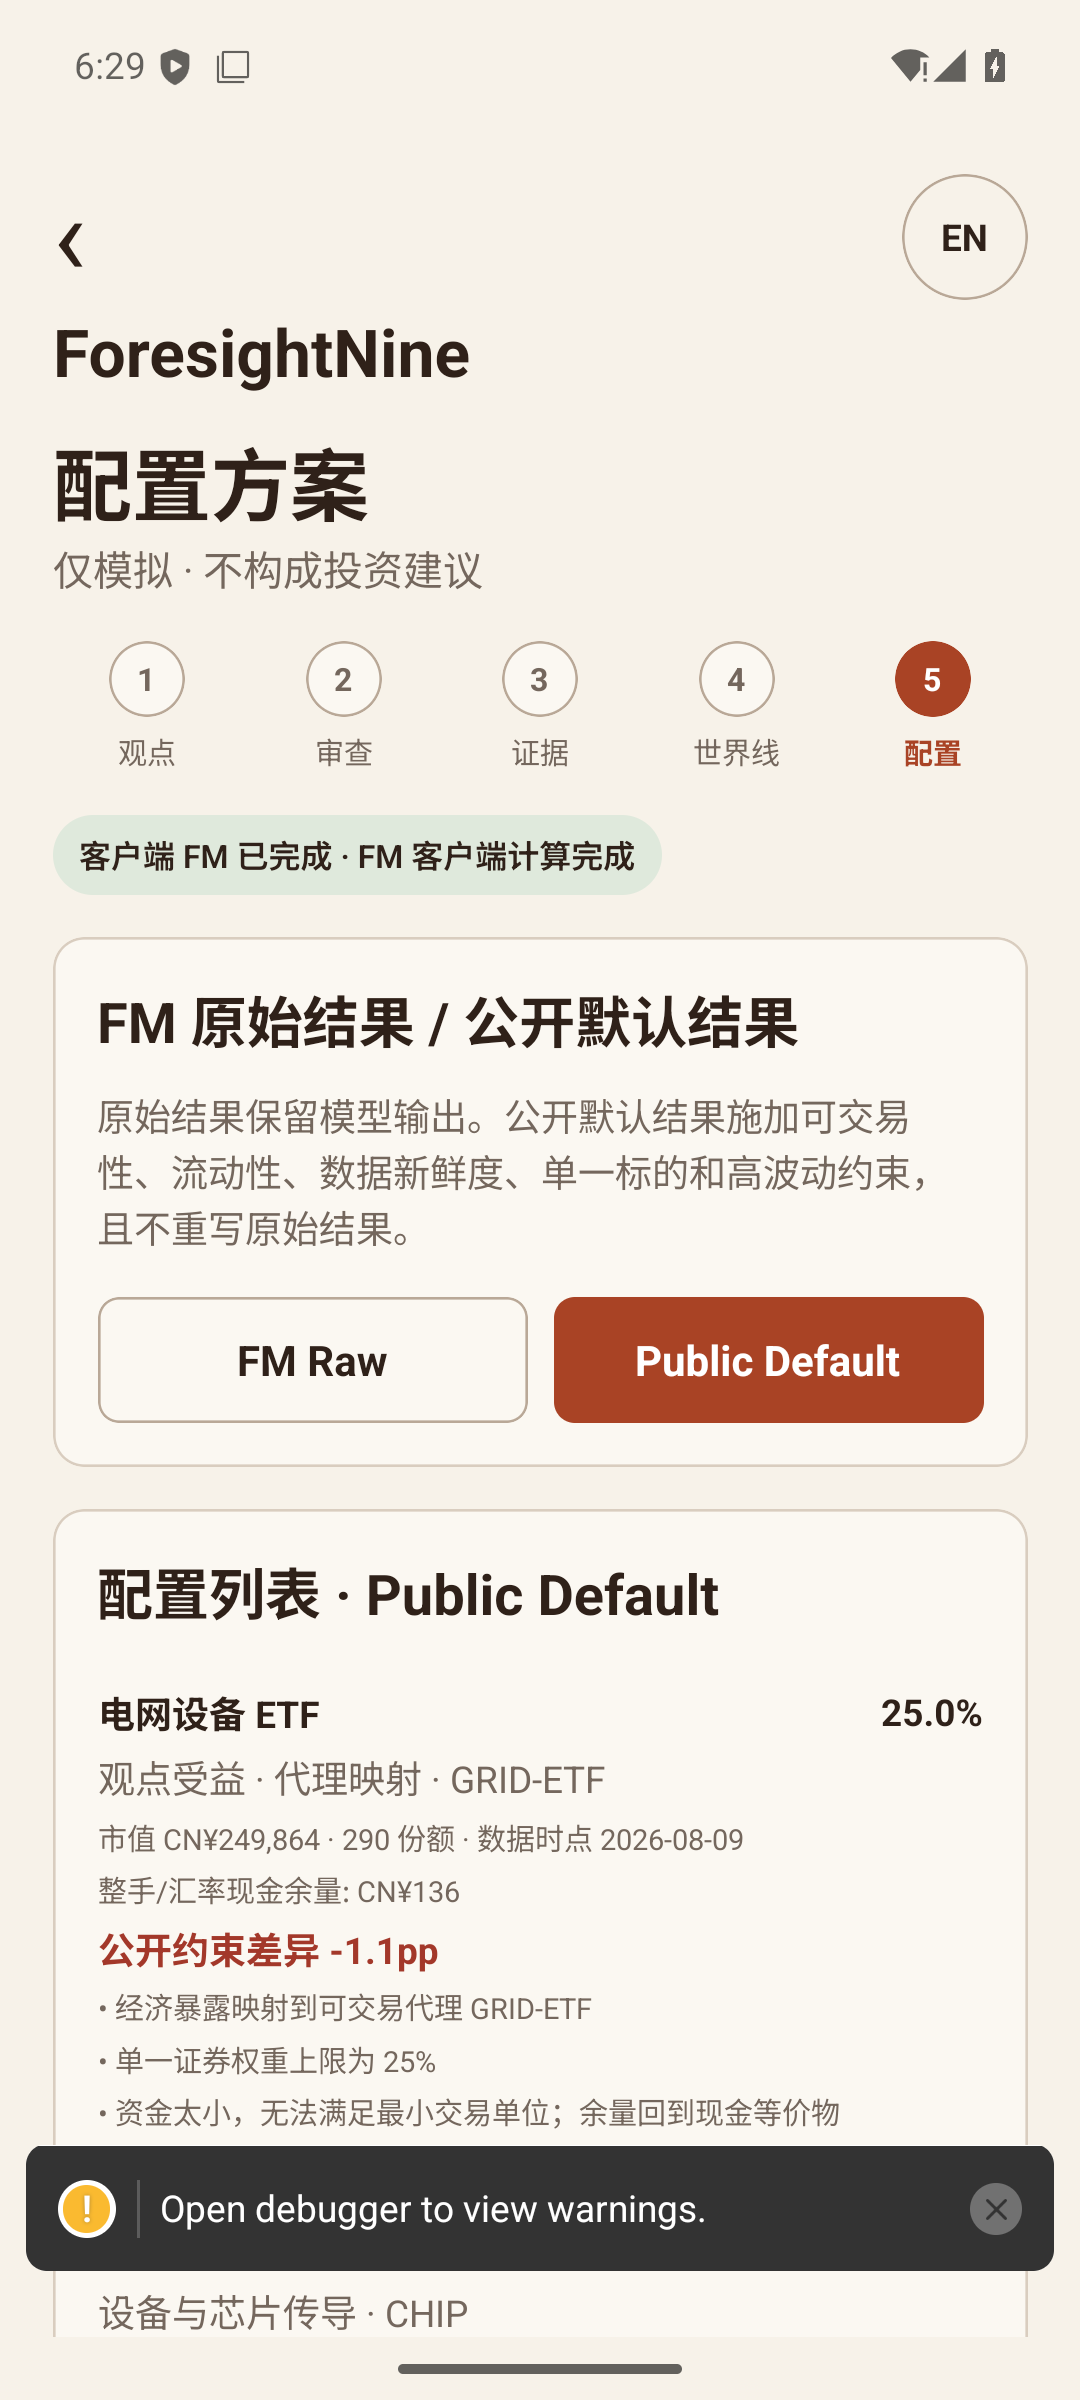 6:29
EN
ForesightNine
配置方案
仅模拟 · 不构成投资建议
1 2 3 4 5
观点 审查 证据 世界线 配置
客户端 FM 已完成 · FM 客户端计算完成
FM 原始结果 / 公开默认结果
原始结果保留模型输出。公开默认结果施加可交易
性、流动性、数据新鲜度、单一标的和高波动约束，
且不重写原始结果。
FM Raw Public Default
配置列表 · Public Default
电网设备 ETF 25.0%
观点受益 · 代理映射 · GRID-ETF
市值 CN¥249,864 · 290 份额 · 数据时点 2026-08-09
整手/汇率现金余量: CN¥136
公开约束差异 -1.1pp
• 经济暴露映射到可交易代理 GRID-ETF
• 单一证券权重上限为 25%
• 资金太小，无法满足最小交易单位；余量回到现金等价物
! Open debugger to view warnings.
设备与芯片传导 · CHIP